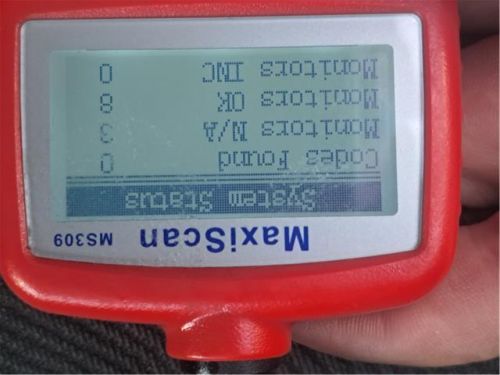 MaxiScan MS309
System Status
Codes Found 0
Monitors N/A 3
Monitors OK 8
Monitors INC 0